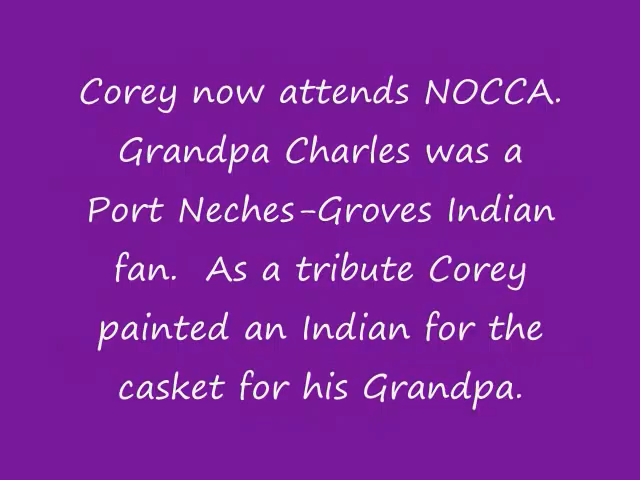 Corey now attends NOCCA.
Grandpa Charles was a
Port Neches-Groves Indian
fan.  As a tribute Corey
painted an Indian for the
casket for his Grandpa.